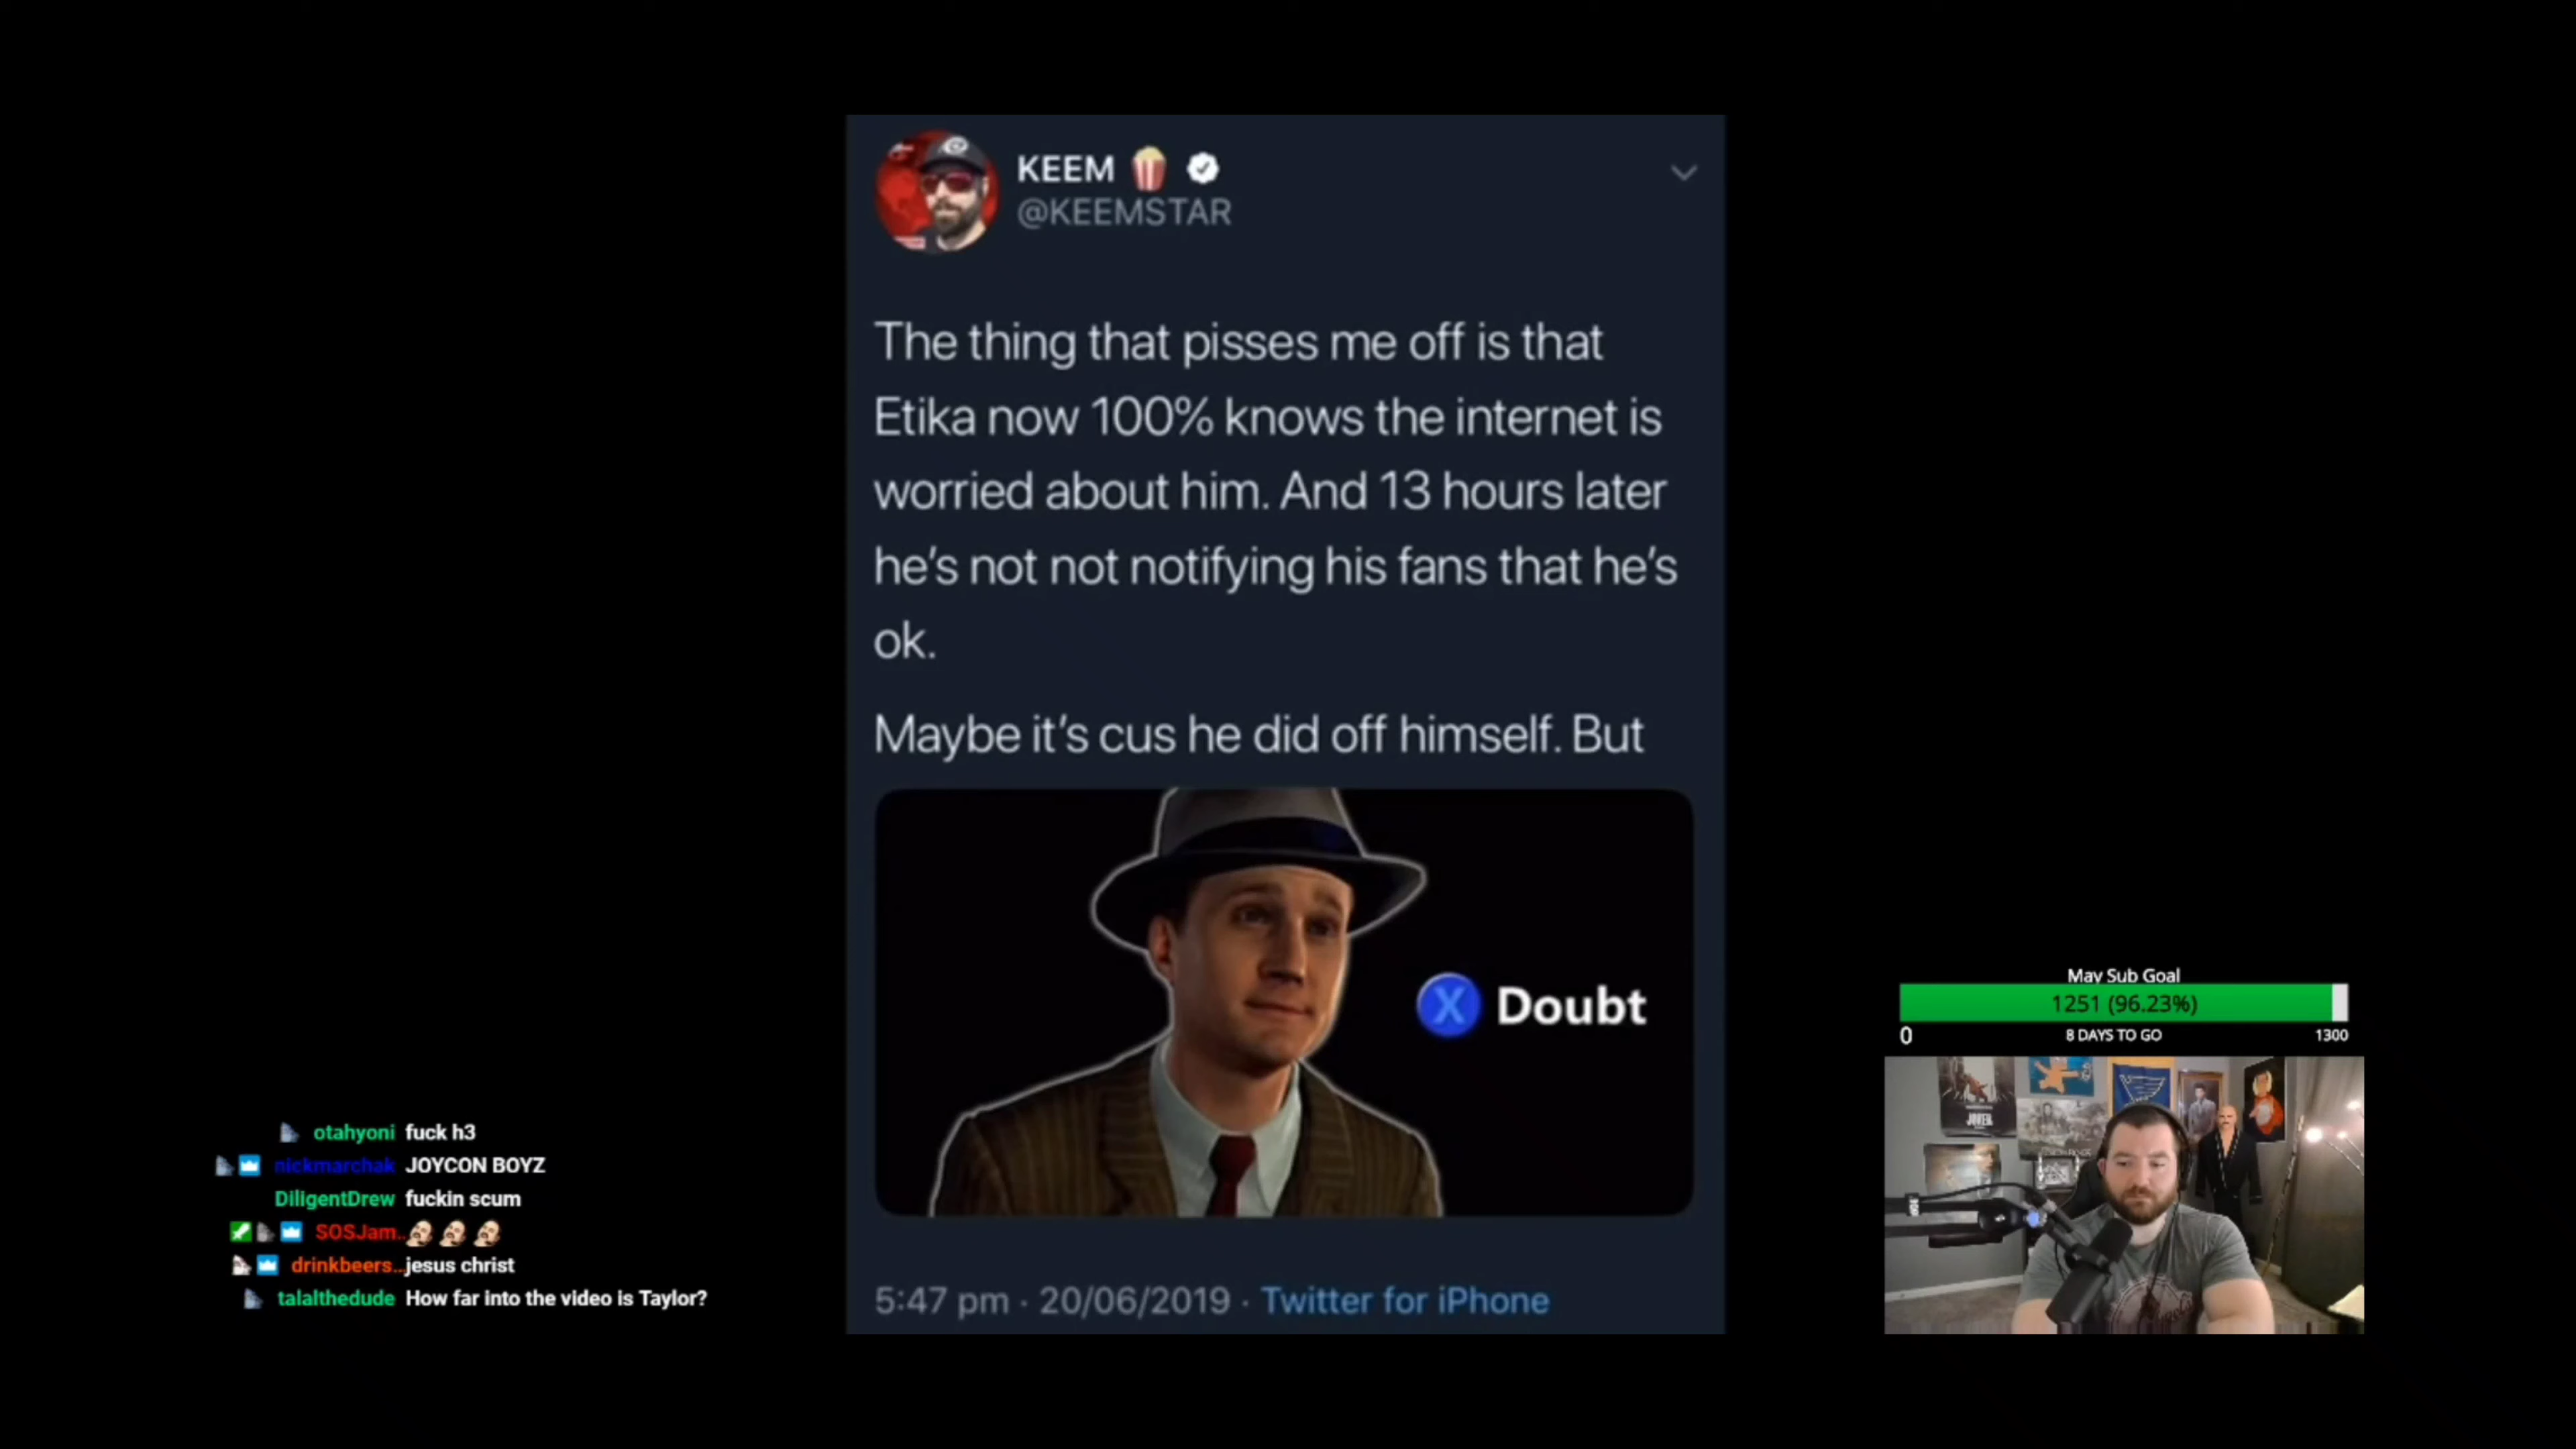 KEEM
@KEEMSTAR
The thing that pisses me off is that
Etika now 100% knows the internet is
worried about him. And 13 hours later
he's not not notifying his fans that he's
ok.
Maybe it's cus he did off himself. But
X Doubt
5:47 pm · 20/06/2019 · Twitter for iPhone
otahyoni fuck h3
nickmarchak JOYCON BOYZ
DiligentDrew fuckin scum
SOSJam..
drinkbeers...jesus christ
talalthedude How far into the video is Taylor?
May Sub Goal
1251 (96.23%)
0 8 DAYS TO GO 1300
JOKER